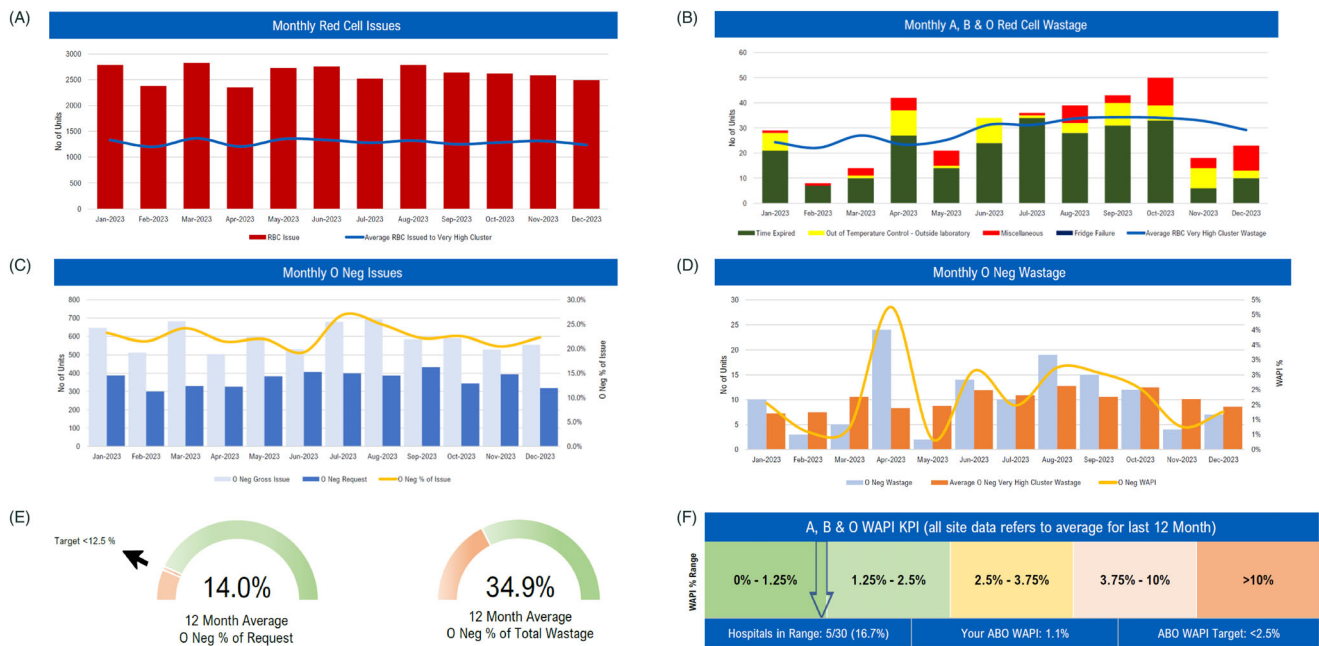 (A)
Monthly Red Cell Issues
No of Units
3000
2500
2000
1500
1000
500
0
Jan-2023 Feb-2023 Mar-2023 Apr-2023 May-2023 Jun-2023 Jul-2023 Aug-2023 Sep-2023 Oct-2023 Nov-2023 Dec-2023
RBC Issue Average RBC Issued to Very High Cluster
(B)
Monthly A, B & O Red Cell Wastage
No of Units
60
50
40
30
20
10
0
Jan-2023 Feb-2023 Mar-2023 Apr-2023 May-2023 Jun-2023 Jul-2023 Aug-2023 Sep-2023 Oct-2023 Nov-2023 Dec-2023
Time Expired Out of Temperature Control - Outside laboratory Miscellaneous Fridge Failure Average RBC Very High Cluster Wastage
(C)
Monthly O Neg Issues
No of Units
800
700
600
500
400
300
200
100
0
30.0%
25.0%
20.0%
15.0%
10.0%
5.0%
0.0%
O Neg % of Issue
Jan-2023 Feb-2023 Mar-2023 Apr-2023 May-2023 Jun-2023 Jul-2023 Aug-2023 Sep-2023 Oct-2023 Nov-2023 Dec-2023
O Neg Gross Issue O Neg Request O Neg % of Issue
(D)
Monthly O Neg Wastage
No of Units
30
25
20
15
10
5
0
5%
5%
4%
4%
3%
3%
2%
2%
1%
1%
0%
WAPI %
Jan-2023 Feb-2023 Mar-2023 Apr-2023 May-2023 Jun-2023 Jul-2023 Aug-2023 Sep-2023 Oct-2023 Nov-2023 Dec-2023
O Neg Wastage Average O Neg Very High Cluster Wastage O Neg WAPI
(E)
Target <12.5 %
14.0%
12 Month Average
O Neg % of Request
34.9%
12 Month Average
O Neg % of Total Wastage
(F)
A, B & O WAPI KPI (all site data refers to average for last 12 Month)
WAPI % Range
0% - 1.25% 1.25% - 2.5% 2.5% - 3.75% 3.75% - 10% >10%
Hospitals in Range: 5/30 (16.7%) Your ABO WAPI: 1.1% ABO WAPI Target: <2.5%